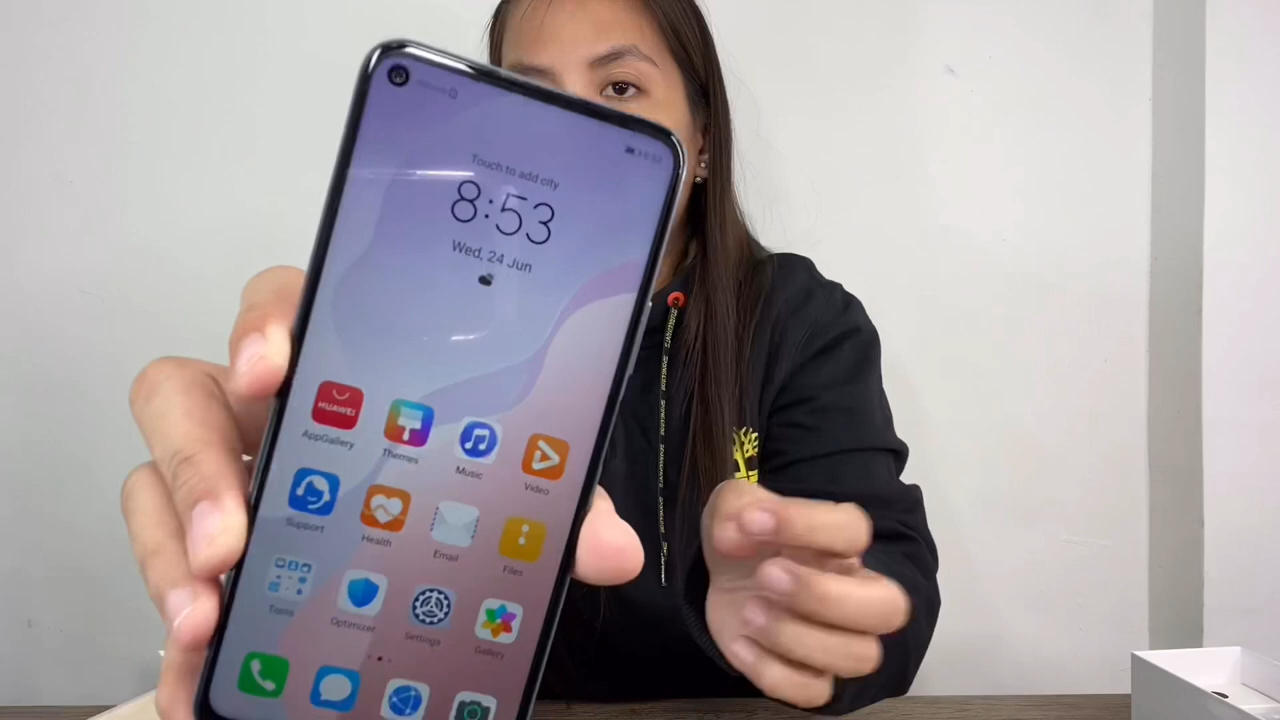 Touch to add city
8:53
Wed, 24 Jun
HUAWEI
AppGallery
Themes
Music
Video
Support
Health
Email
Files
Tools
Optimizer
Settings
Gallery